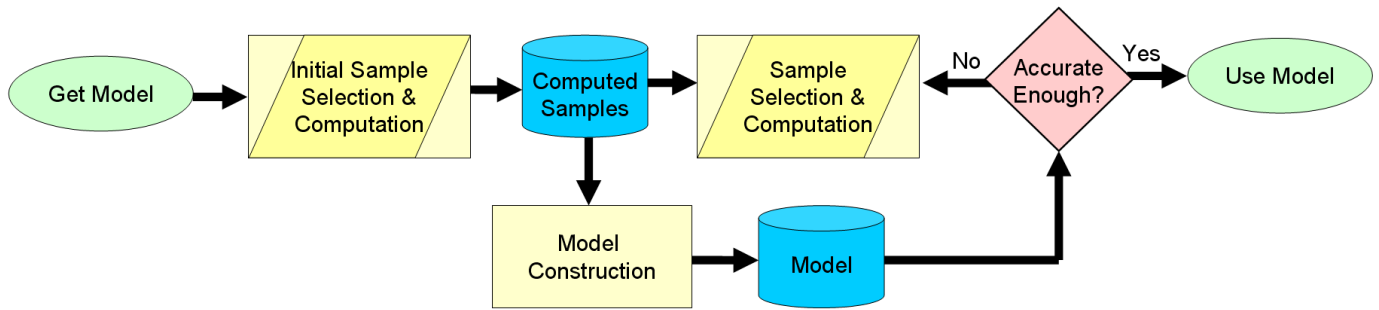 Get Model
Initial Sample
Selection &
Computation
Computed
Samples
Sample
Selection &
Computation
No
Accurate
Enough?
Yes
Use Model
Model
Construction
Model